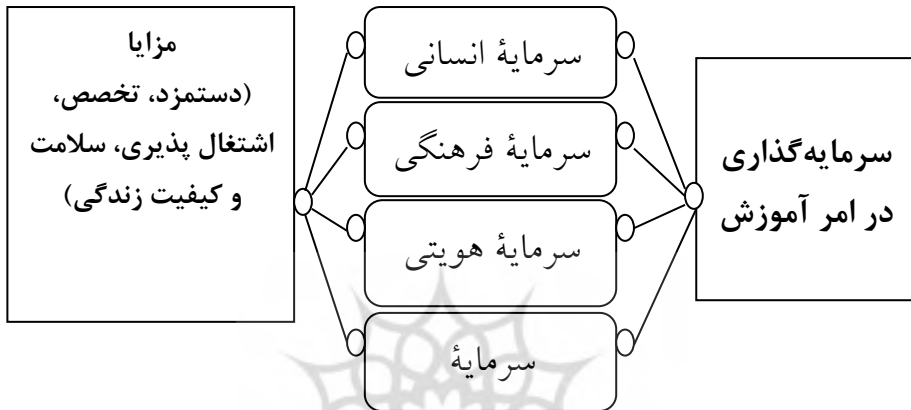 سرمایه‌گذاری
در امر آموزش
سرمایهٔ انسانی
سرمایهٔ فرهنگی
سرمایهٔ هویتی
سرمایهٔ
مزایا
(دستمزد، تخصص،
اشتغال پذیری، سلامت
و کیفیت زندگی)